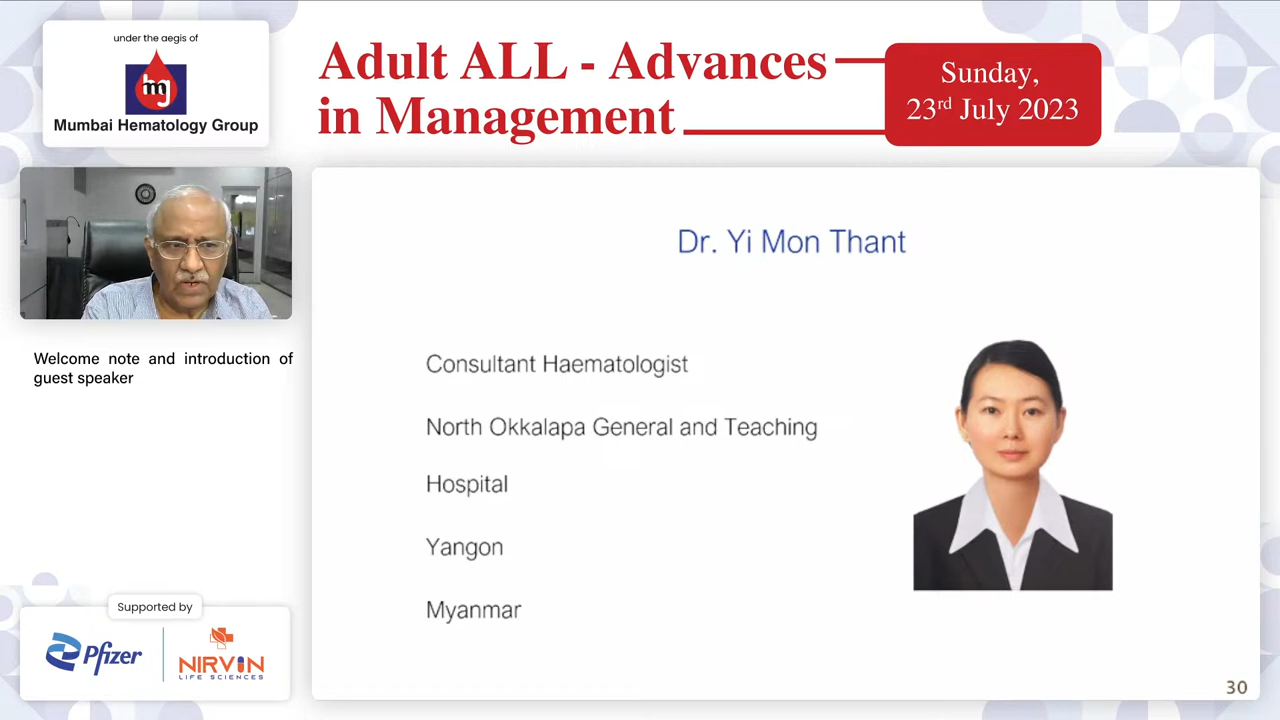 under the aegis of
mj
Mumbai Hematology Group
Adult ALL - Advances
in Management
Sunday,
23rd July 2023
Welcome note and introduction of
guest speaker
Dr. Yi Mon Thant
Consultant Haematologist
North Okkalapa General and Teaching
Hospital
Yangon
Myanmar
Supported by
Pfizer
NIRVIN
LIFE SCIENCES
30